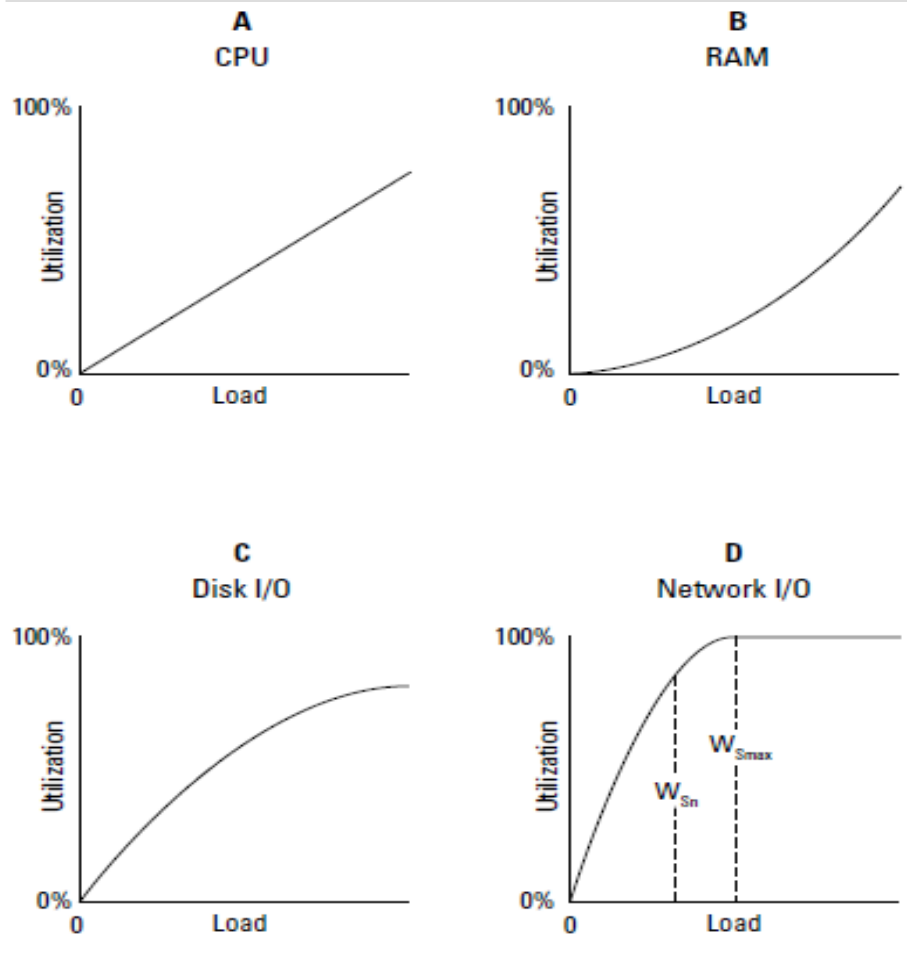 A
CPU
100%
Utilization
0%
0
Load
B
RAM
100%
Utilization
0%
0
Load
C
Disk I/O
100%
Utilization
0%
0
Load
D
Network I/O
100%
Utilization
W_Smax
W_Sn
0%
0
Load